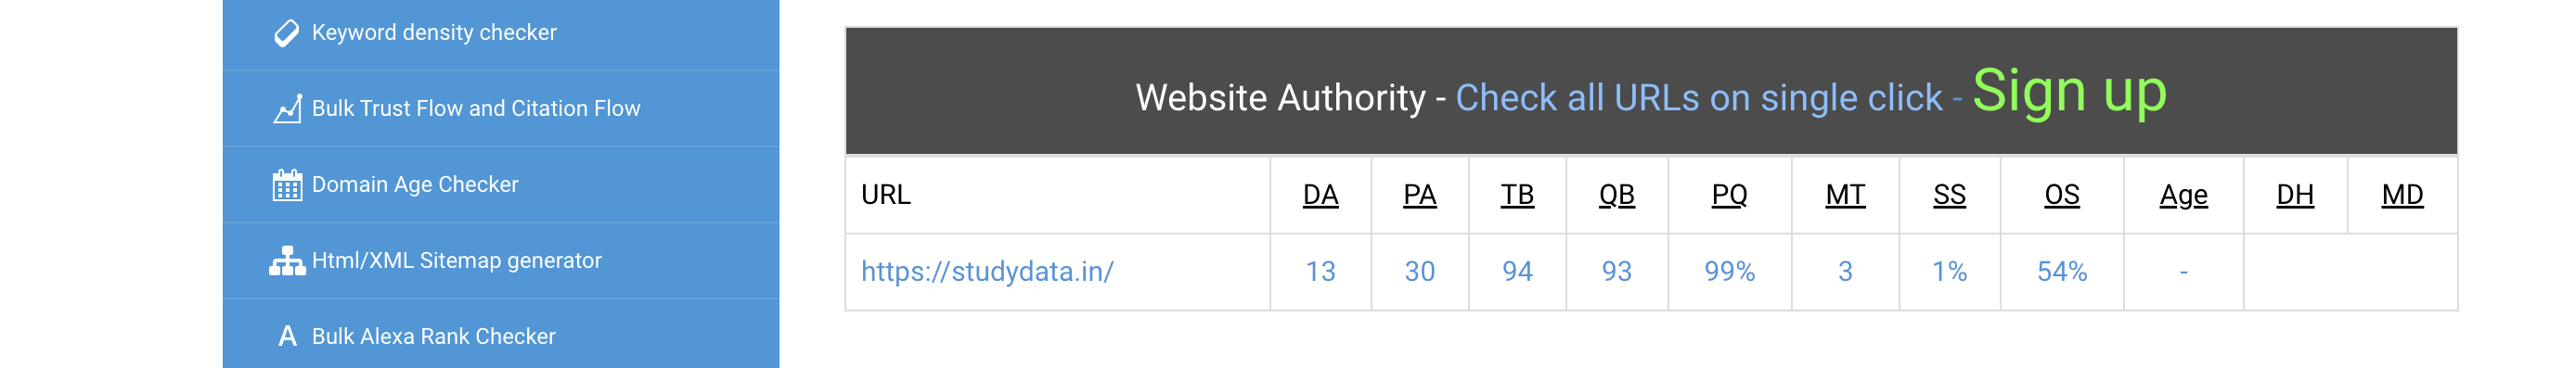 Keyword density checker
Bulk Trust Flow and Citation Flow
Domain Age Checker
Html/XML Sitemap generator
A Bulk Alexa Rank Checker
Website Authority - Check all URLs on single click - Sign up
URL DA PA TB QB PQ MT SS OS Age DH MD
https://studydata.in/ 13 30 94 93 99% 3 1% 54% -